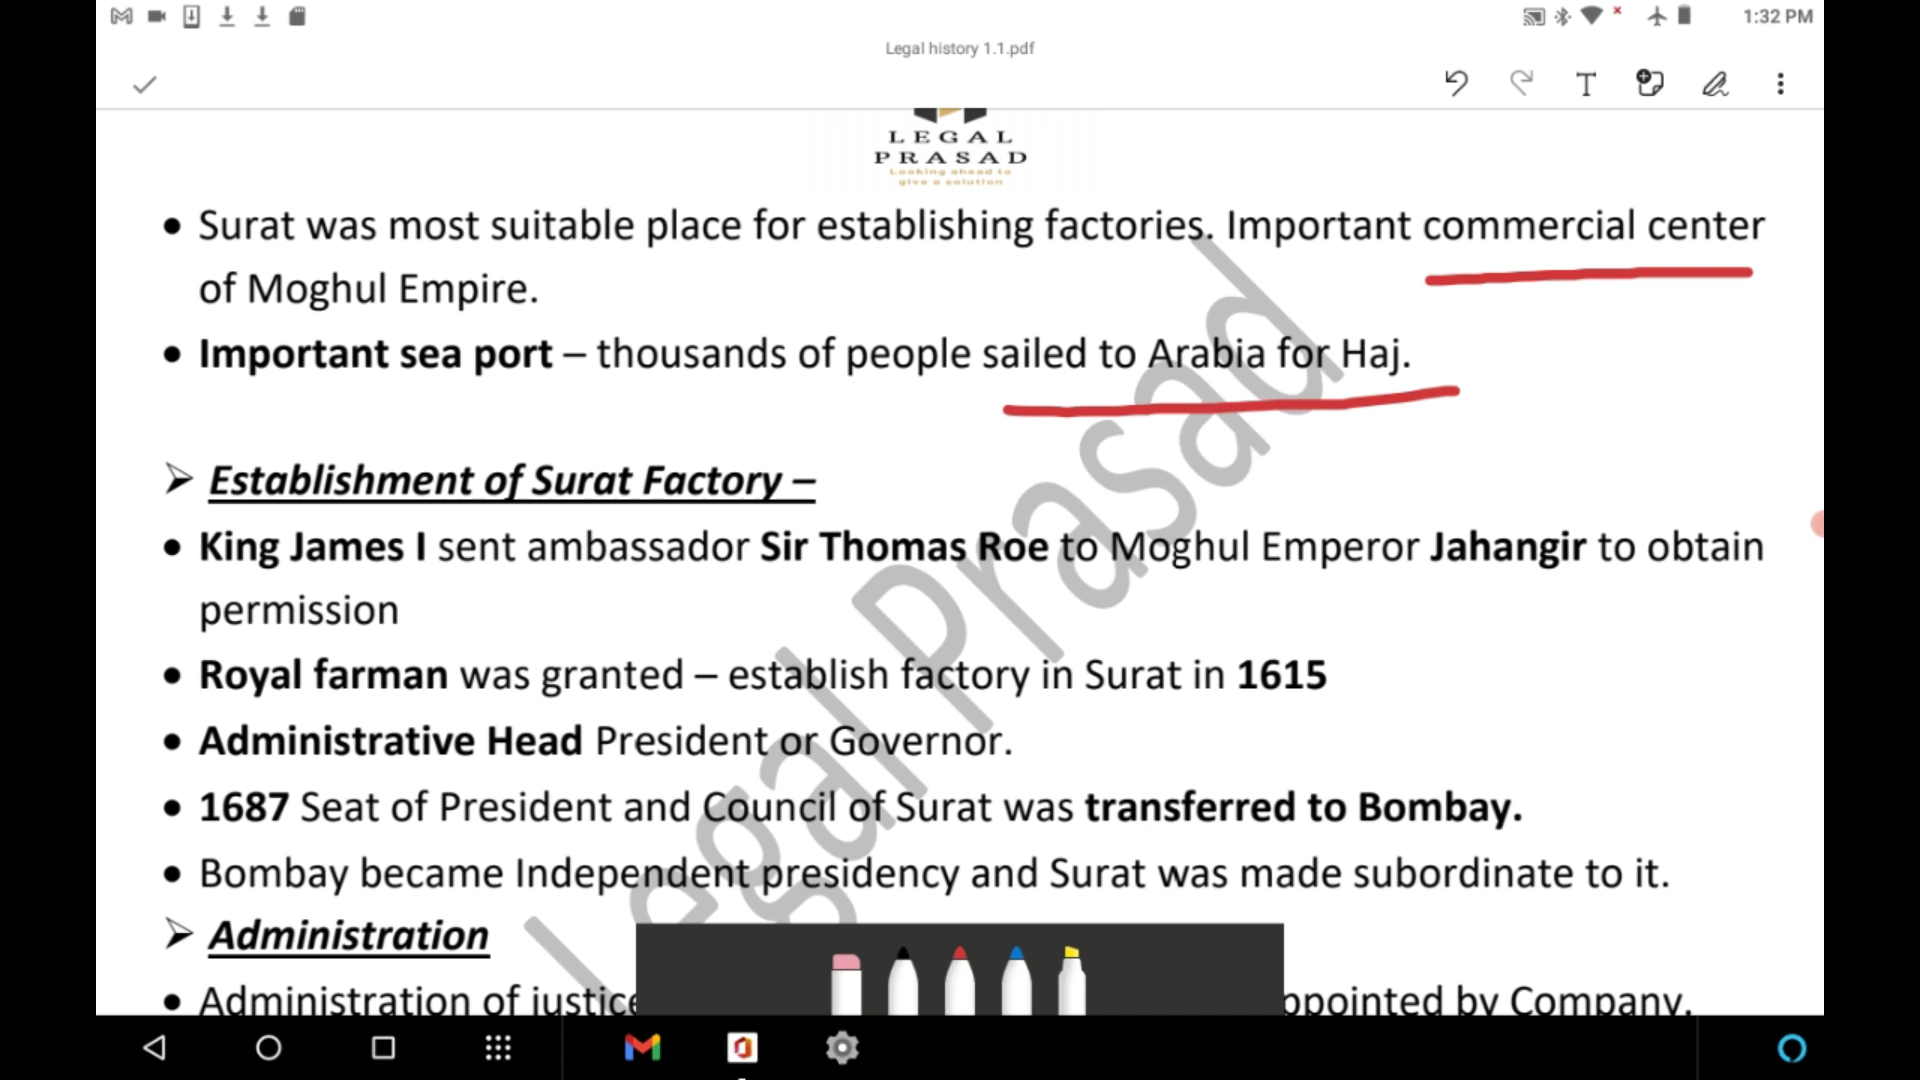 1:32 PM
Legal history 1.1.pdf
LEGAL
PRASAD
Looking ahead to
give a solution
• Surat was most suitable place for establishing factories. Important commercial center
of Moghul Empire.
• Important sea port – thousands of people sailed to Arabia for Haj.
➢ Establishment of Surat Factory –
• King James I sent ambassador Sir Thomas Roe to Moghul Emperor Jahangir to obtain
permission
• Royal farman was granted – establish factory in Surat in 1615
• Administrative Head President or Governor.
• 1687 Seat of President and Council of Surat was transferred to Bombay.
• Bombay became Independent presidency and Surat was made subordinate to it.
➢ Administration
• Administration of justice ppointed by Company.
Legal Prasad